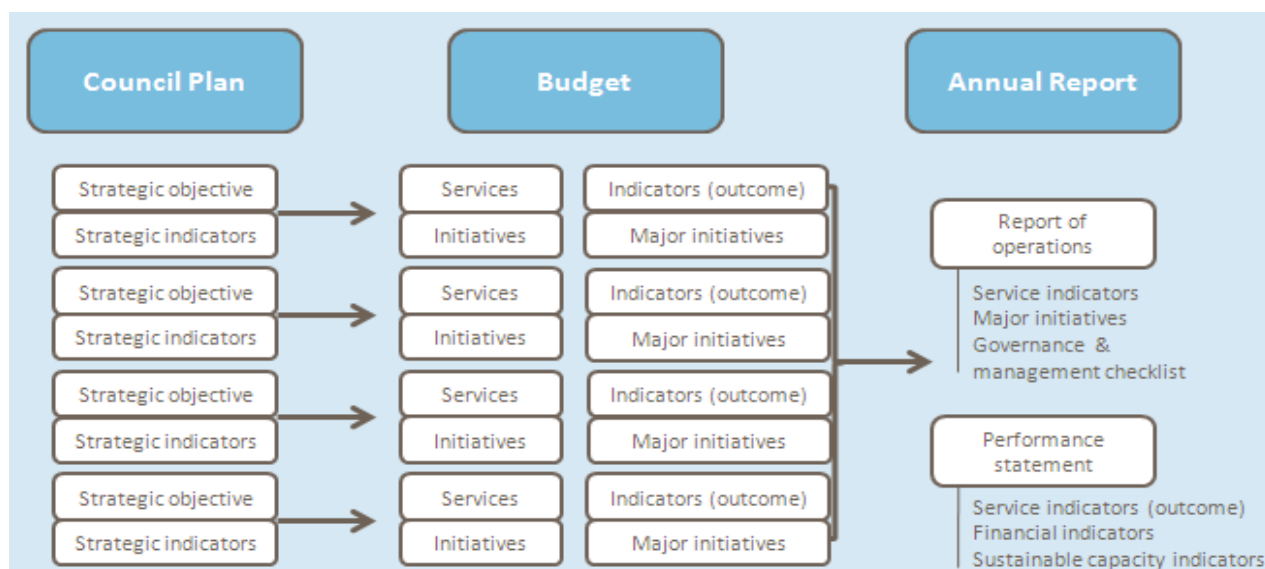 Council Plan
Budget
Annual Report
Strategic objective
Strategic indicators
Services
Initiatives
Indicators (outcome)
Major initiatives
Strategic objective
Strategic indicators
Services
Initiatives
Indicators (outcome)
Major initiatives
Strategic objective
Strategic indicators
Services
Initiatives
Indicators (outcome)
Major initiatives
Strategic objective
Strategic indicators
Services
Initiatives
Indicators (outcome)
Major initiatives
Report of
operations
Service indicators
Major initiatives
Governance &
management checklist
Performance
statement
Service indicators (outcome)
Financial indicators
Sustainable capacity indicators